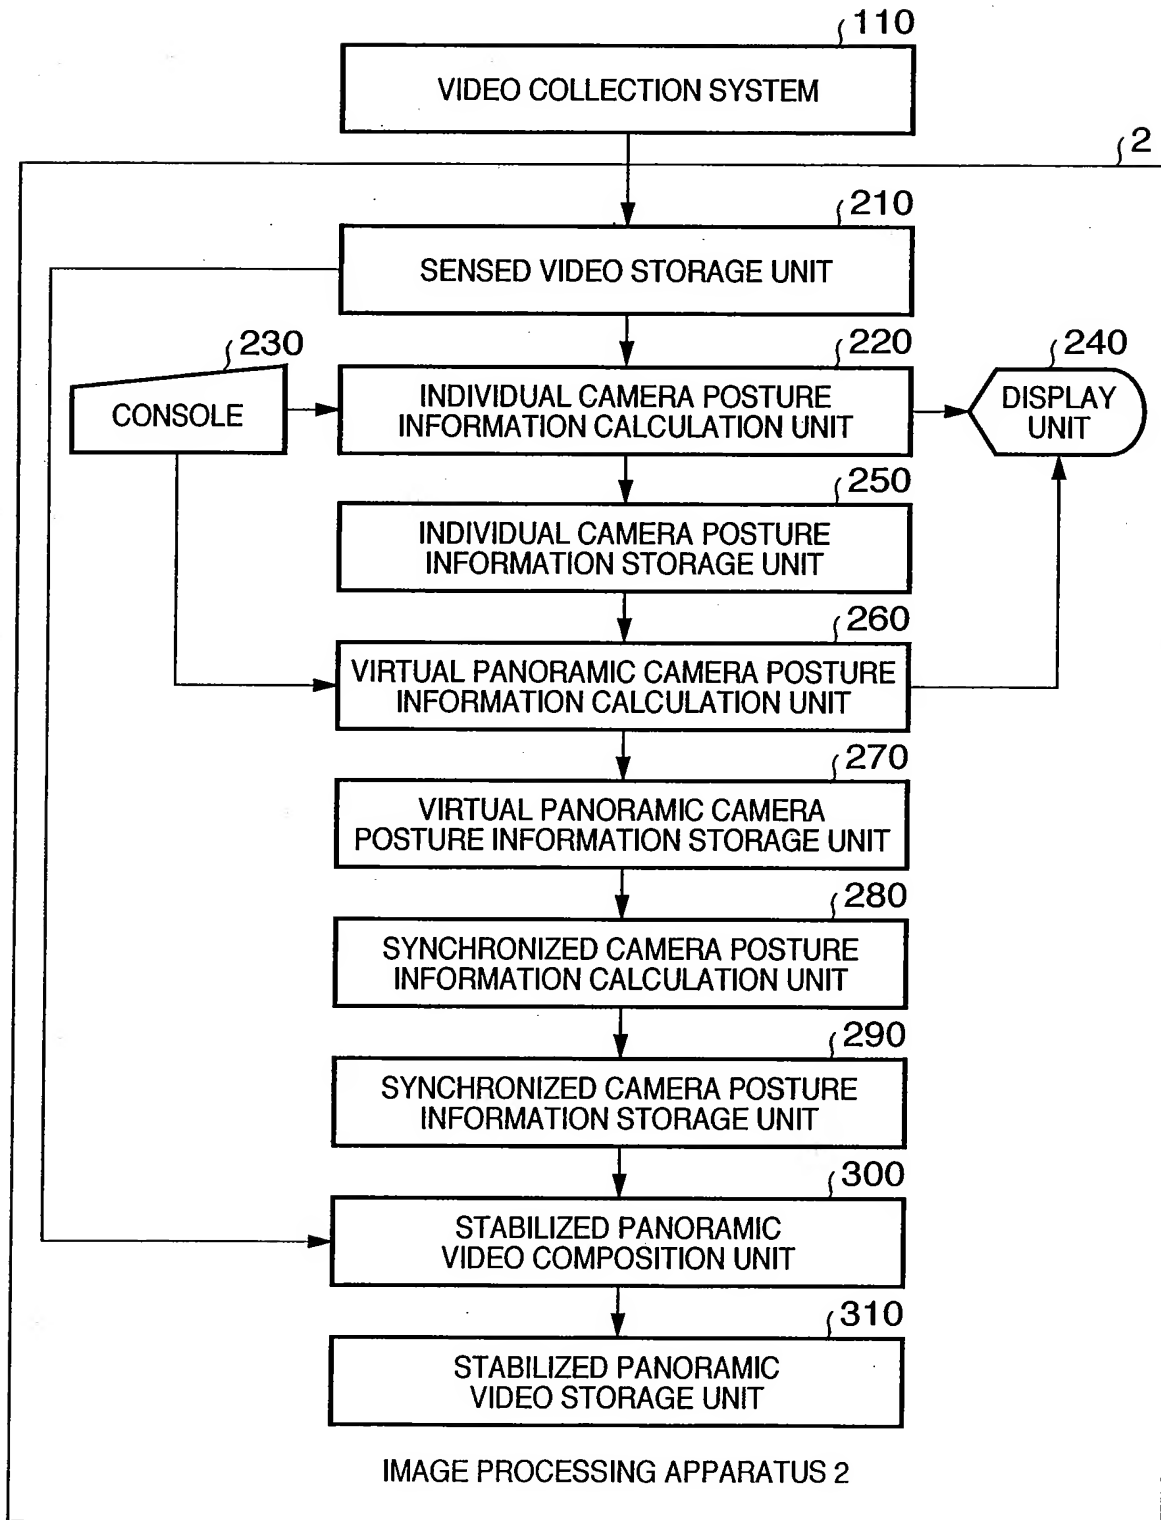 110
VIDEO COLLECTION SYSTEM
2
210
SENSED VIDEO STORAGE UNIT
230
CONSOLE
220
INDIVIDUAL CAMERA POSTURE
INFORMATION CALCULATION UNIT
240
DISPLAY
UNIT
250
INDIVIDUAL CAMERA POSTURE
INFORMATION STORAGE UNIT
260
VIRTUAL PANORAMIC CAMERA POSTURE
INFORMATION CALCULATION UNIT
270
VIRTUAL PANORAMIC CAMERA
POSTURE INFORMATION STORAGE UNIT
280
SYNCHRONIZED CAMERA POSTURE
INFORMATION CALCULATION UNIT
290
SYNCHRONIZED CAMERA POSTURE
INFORMATION STORAGE UNIT
300
STABILIZED PANORAMIC
VIDEO COMPOSITION UNIT
310
STABILIZED PANORAMIC
VIDEO STORAGE UNIT
IMAGE PROCESSING APPARATUS 2